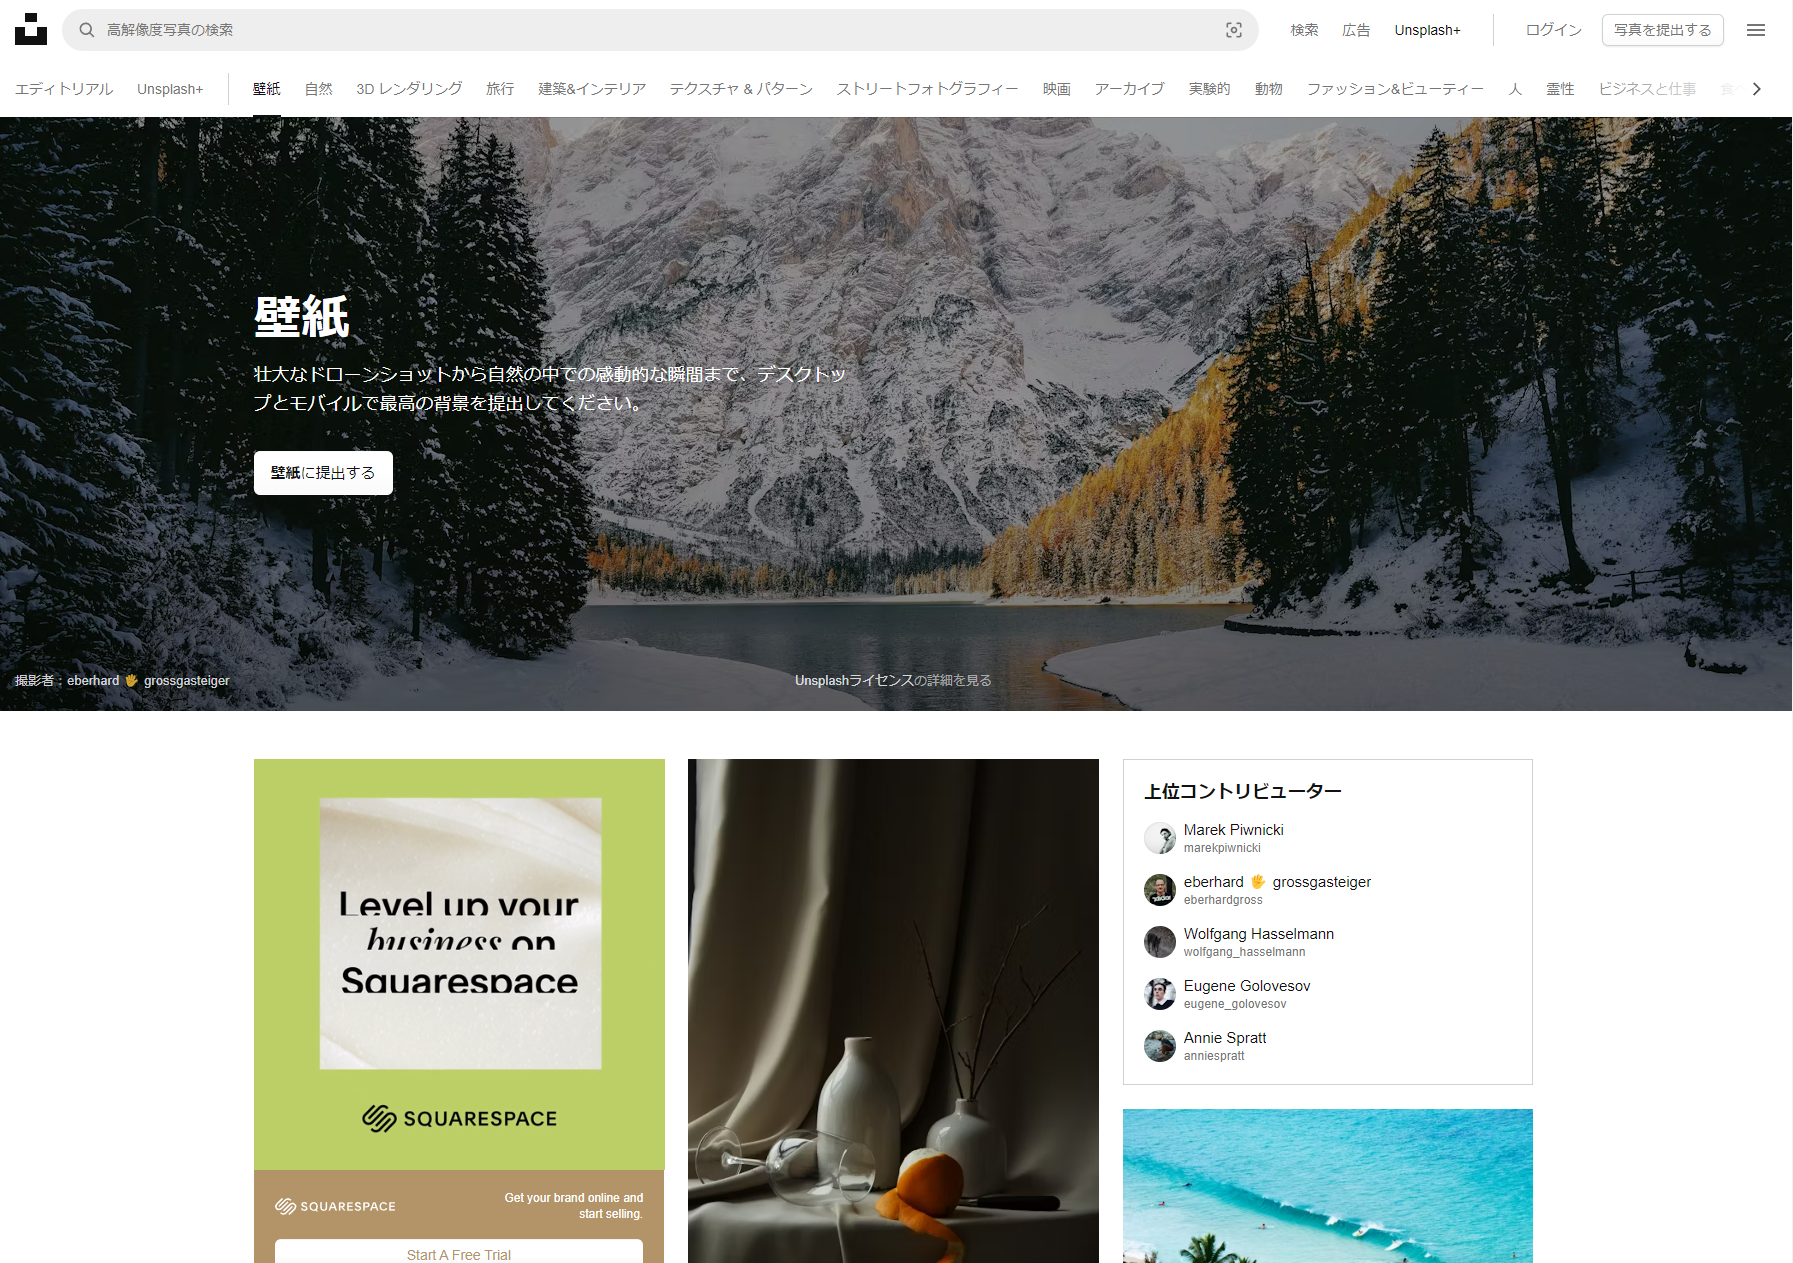 高解像度写真の検索
検索
広告
Unsplash+
ログイン
写真を提出する
エディトリアル
Unsplash+
壁紙
自然
3D レンダリング
旅行
建築&インテリア
テクスチャ & パターン
ストリートフォトグラフィー
映画
アーカイブ
実験的
動物
ファッション&ビューティー
人
霊性
ビジネスと仕事
食べ
壁紙
壮大なドローンショットから自然の中での感動的な瞬間まで、デスクトッ
プとモバイルで最高の背景を提出してください。
壁紙に提出する
撮影者：eberhard 🖐 grossgasteiger
Unsplashライセンスの詳細を見る
Level up your
business on
Squarespace
SQUARESPACE
SQUARESPACE
Get your brand online and
start selling.
Start A Free Trial
上位コントリビューター
Marek Piwnicki
marekpiwnicki
eberhard 🖐 grossgasteiger
eberhardgross
Wolfgang Hasselmann
wolfgang_hasselmann
Eugene Golovesov
eugene_golovesov
Annie Spratt
anniespratt